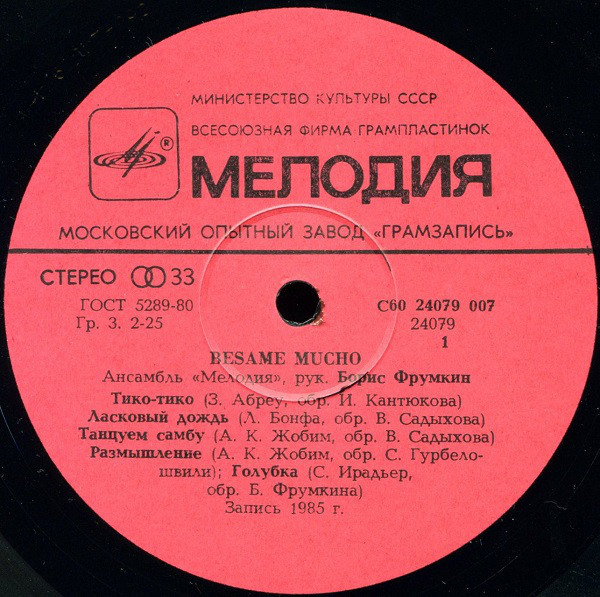 МИНИСТЕРСТВО КУЛЬТУРЫ СССР
ВСЕСОЮЗНАЯ ФИРМА ГРАМПЛАСТИНОК
®
МЕЛОДИЯ
МОСКОВСКИЙ ОПЫТНЫЙ ЗАВОД «ГРАМЗАПИСЬ»
СТЕРЕО 33
ГОСТ 5289-80
С60 24079 007
Гр. 3. 2-25
24079
1
BESAME MUCHO
Ансамбль «Мелодия», рук. Борис Фрумкин
Тико-тико (З. Абреу, обр. И. Кантюкова)
Ласковый дождь (Л. Бонфа, обр. В. Садыхова)
Танцуем самбу (А. К. Жобим, обр. В. Садыхова)
Размышление (А. К. Жобим, обр. С. Гурбело-
швили); Голубка (С. Ирадьер,
обр. Б. Фрумкина)
Запись 1985 г.